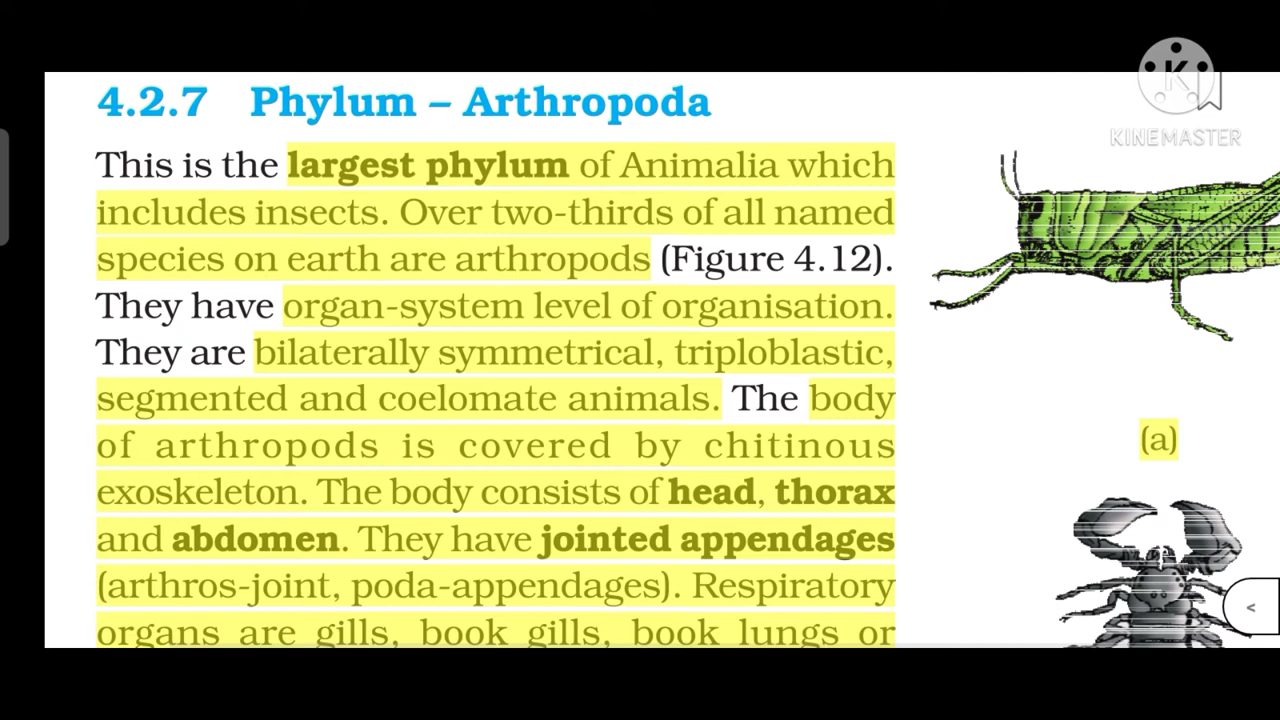 4.2.7 Phylum – Arthropoda
This is the largest phylum of Animalia which
includes insects. Over two-thirds of all named
species on earth are arthropods (Figure 4.12).
They have organ-system level of organisation.
They are bilaterally symmetrical, triploblastic,
segmented and coelomate animals. The body
of arthropods is covered by chitinous
exoskeleton. The body consists of head, thorax
and abdomen. They have jointed appendages
(arthros-joint, poda-appendages). Respiratory
organs are gills, book gills, book lungs or
(a)
K
KINEMASTER
<